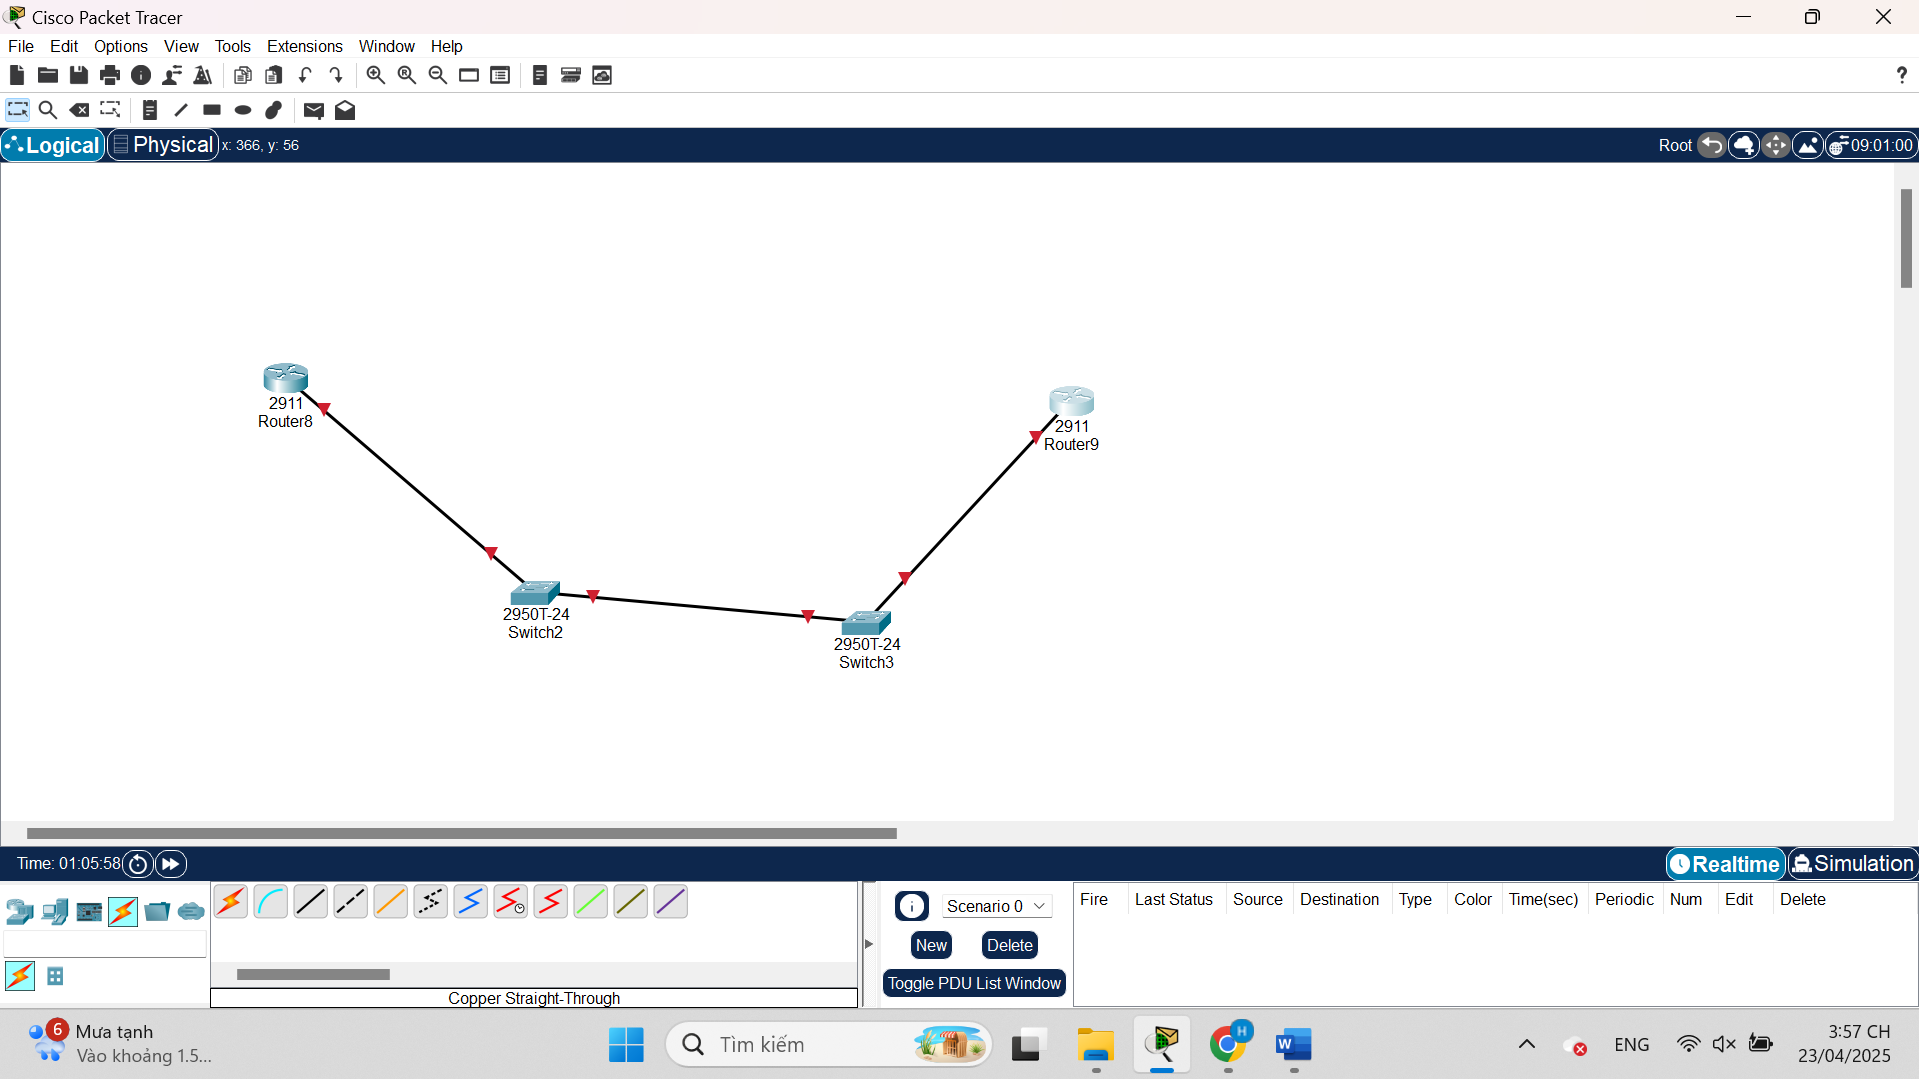 Cisco Packet Tracer
File Edit Options View Tools Extensions Window Help
?
Logical Physical x: 366, y: 56 Root 09:01:00
2911
Router8
2911
Router9
2950T-24
Switch2
2950T-24
Switch3
Time: 01:05:58 Realtime Simulation
Scenario 0
New Delete
Toggle PDU List Window
Fire Last Status Source Destination Type Color Time(sec) Periodic Num Edit Delete
Copper Straight-Through
6
Mưa tạnh
Vào khoảng 1.5...
Tìm kiếm
H
W
ENG
3:57 CH
23/04/2025